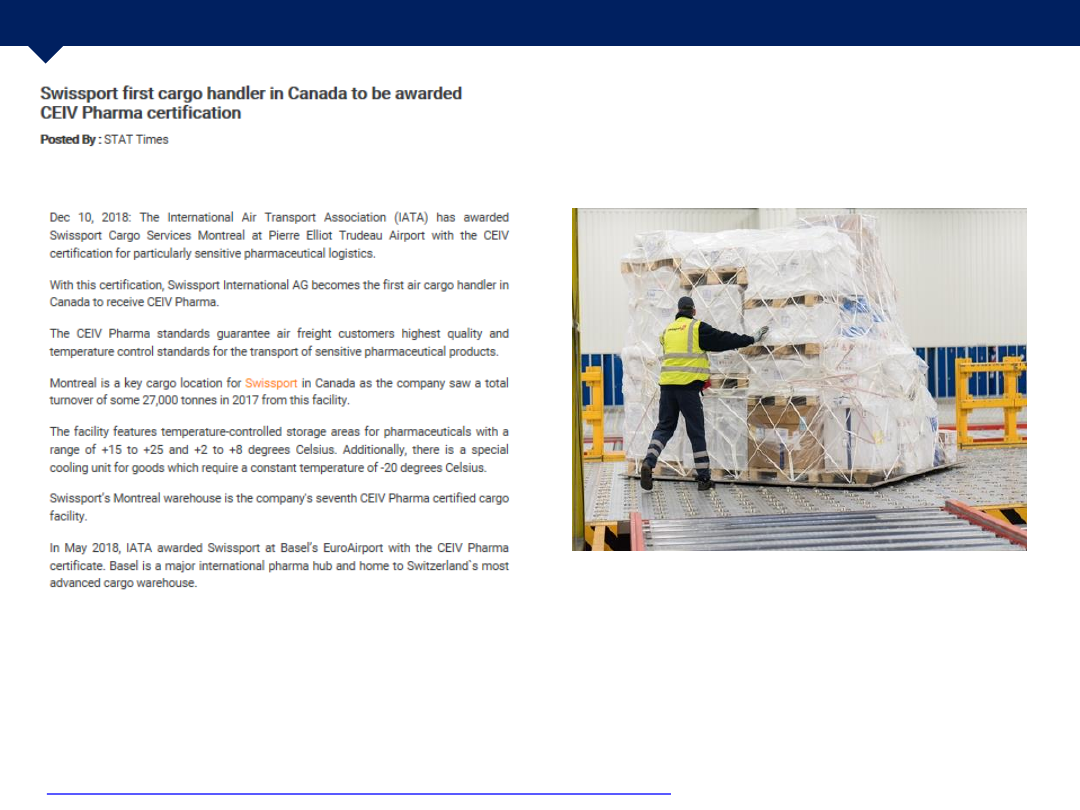 Swissport first cargo handler in Canada to be awarded
CEIV Pharma certification
Posted By : STAT Times
Dec 10, 2018: The International Air Transport Association (IATA) has awarded
Swissport Cargo Services Montreal at Pierre Elliot Trudeau Airport with the CEIV
certification for particularly sensitive pharmaceutical logistics.
With this certification, Swissport International AG becomes the first air cargo handler in
Canada to receive CEIV Pharma.
The CEIV Pharma standards guarantee air freight customers highest quality and
temperature control standards for the transport of sensitive pharmaceutical products.
Montreal is a key cargo location for Swissport in Canada as the company saw a total
turnover of some 27,000 tonnes in 2017 from this facility.
The facility features temperature-controlled storage areas for pharmaceuticals with a
range of +15 to +25 and +2 to +8 degrees Celsius. Additionally, there is a special
cooling unit for goods which require a constant temperature of -20 degrees Celsius.
Swissport's Montreal warehouse is the company's seventh CEIV Pharma certified cargo
facility.
In May 2018, IATA awarded Swissport at Basel's EuroAirport with the CEIV Pharma
certificate. Basel is a major international pharma hub and home to Switzerland`s most
advanced cargo warehouse.